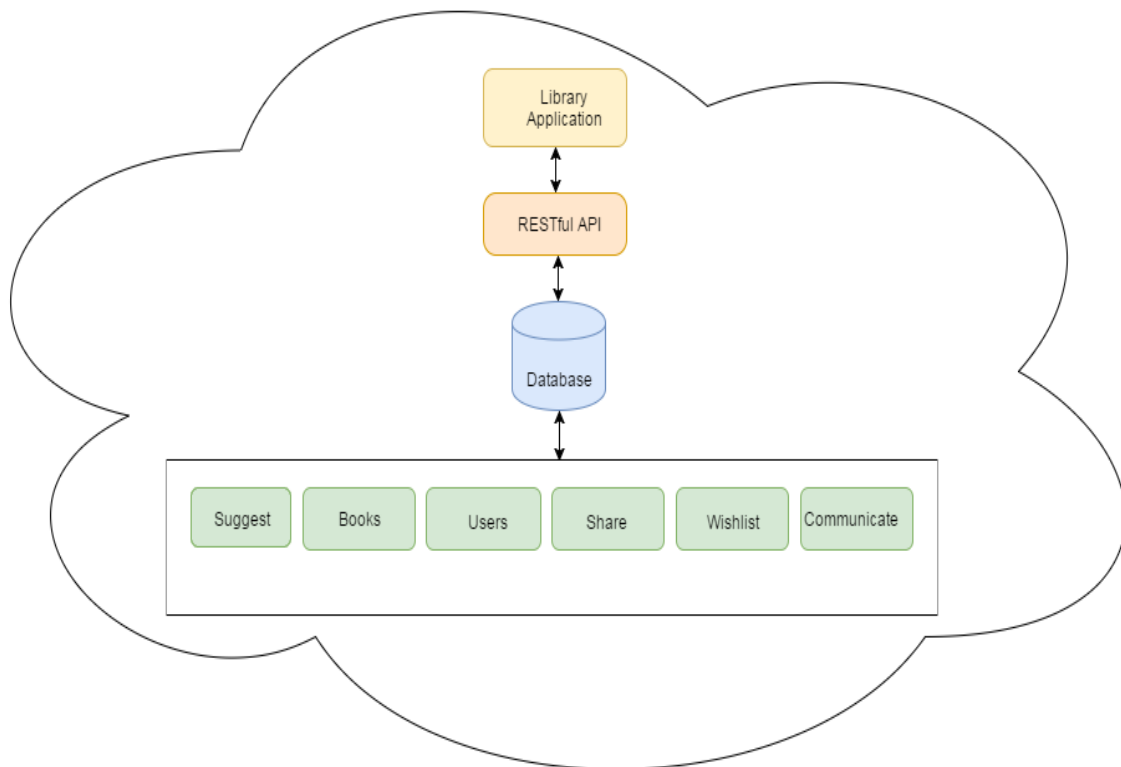 Library
Application
RESTful API
Database
Suggest
Books
Users
Share
Wishlist
Communicate